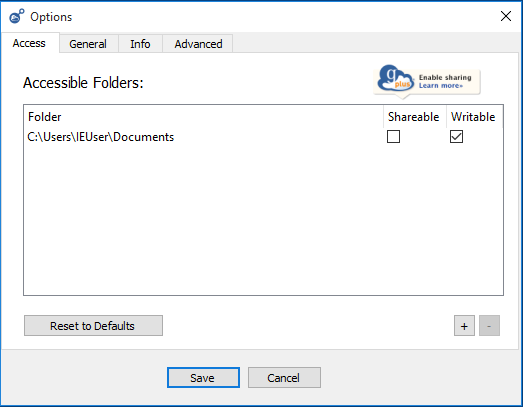 Options
Access General Info Advanced
Accessible Folders:
g plus Enable sharing
Learn more»
Folder Shareable Writable
C:\Users\IEUser\Documents
Reset to Defaults + -
Save Cancel